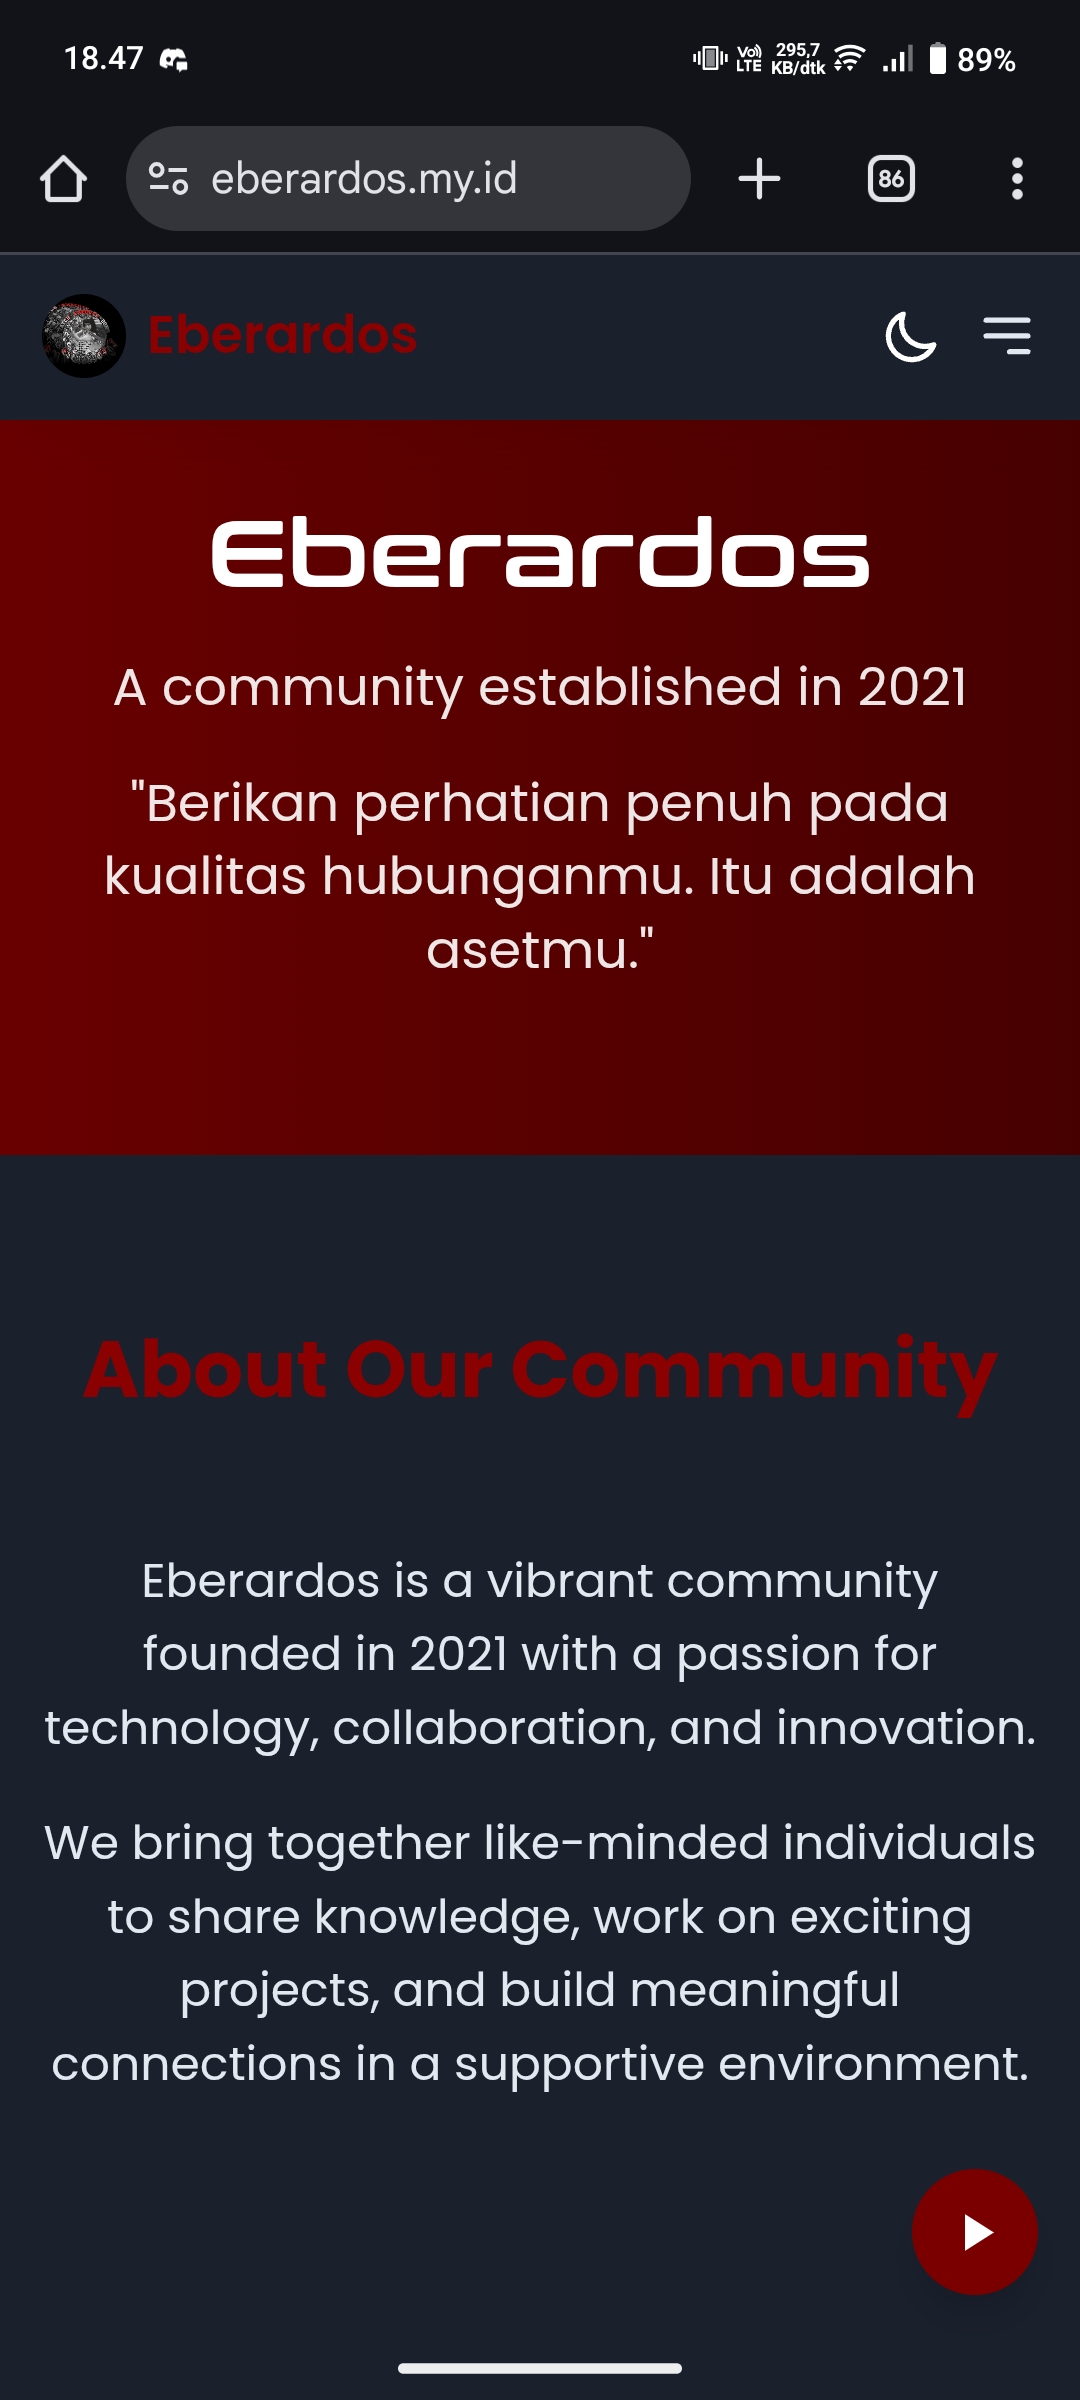 18.47
Vo)) LTE 295,7 KB/dtk 89%
eberardos.my.id
86
Eberardos
Eberardos
A community established in 2021
"Berikan perhatian penuh pada
kualitas hubunganmu. Itu adalah
asetmu."
About Our Community
Eberardos is a vibrant community
founded in 2021 with a passion for
technology, collaboration, and innovation.
We bring together like-minded individuals
to share knowledge, work on exciting
projects, and build meaningful
connections in a supportive environment.